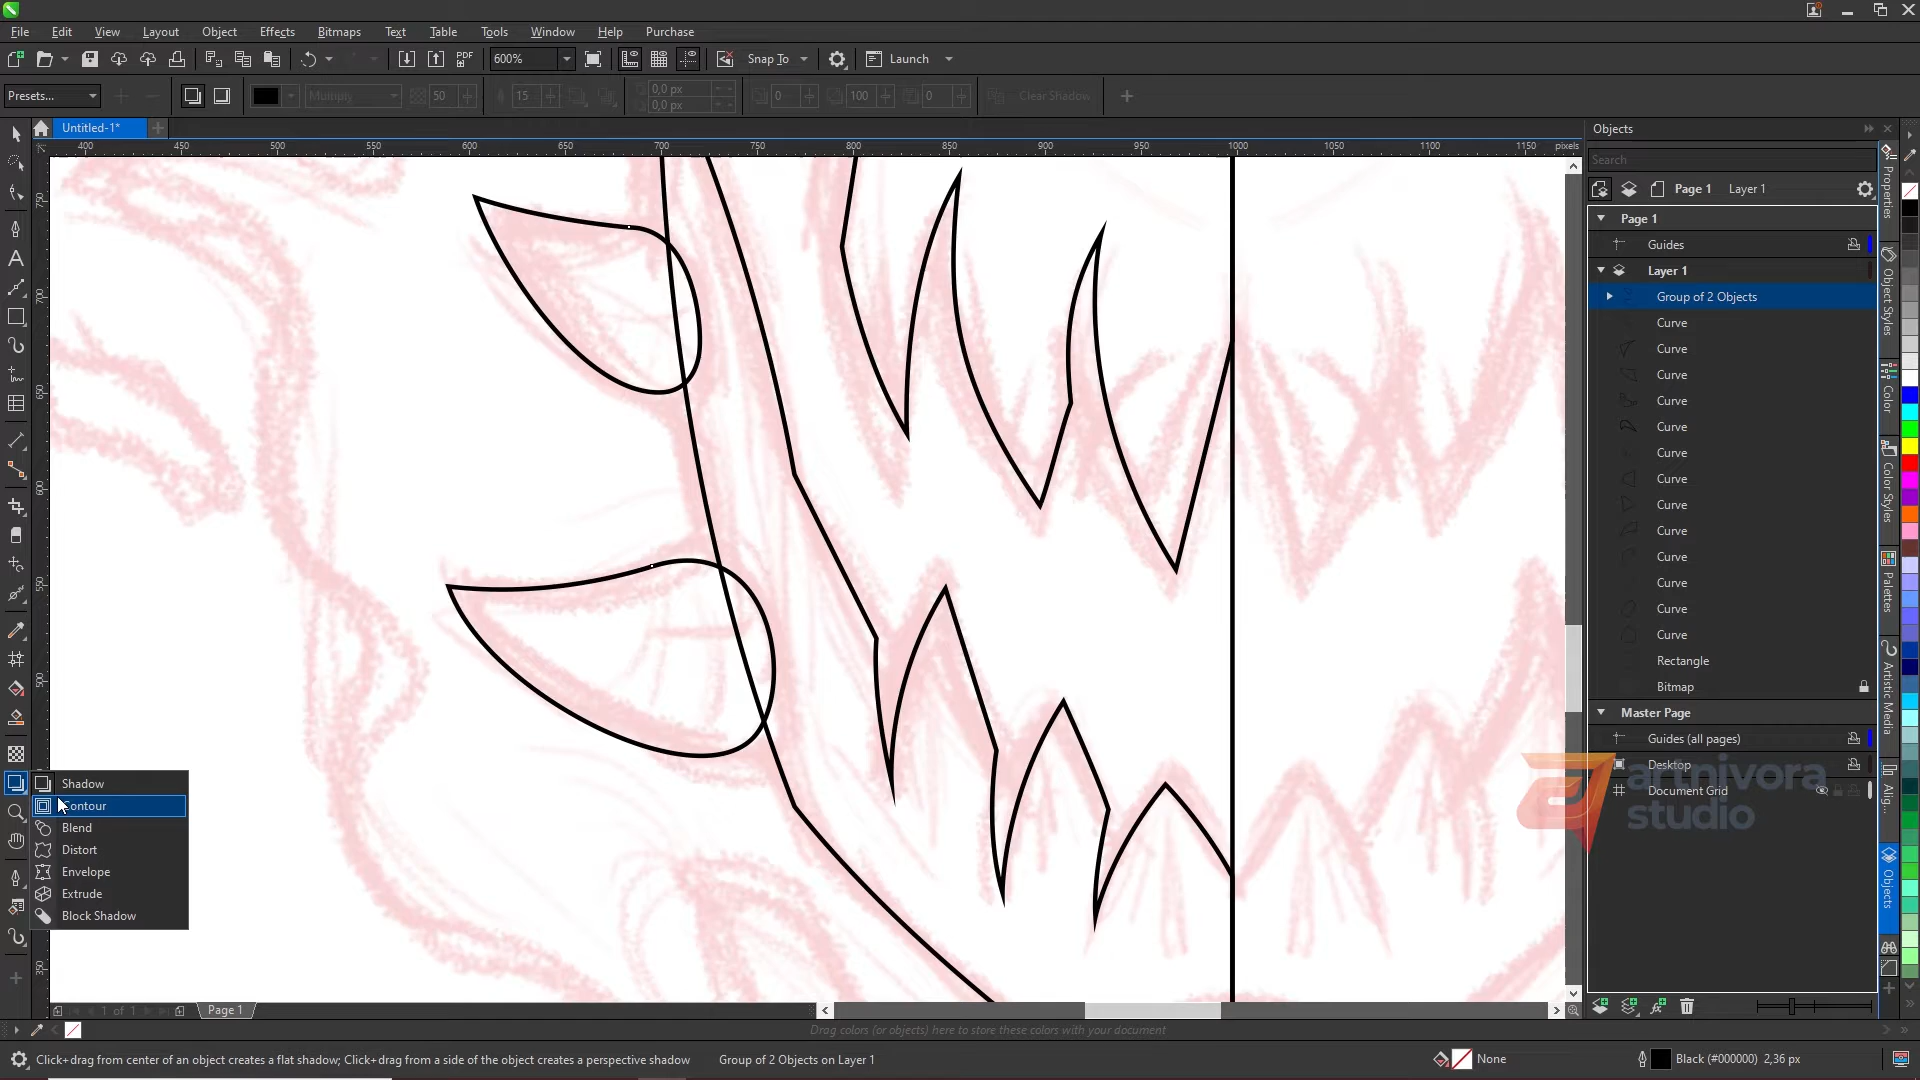 File Edit View Layout Object Effects Bitmaps Text Table Tools Window Help Purchase
PDF 600% Snap To Launch
Presets... Multiply 50 15 0,0 px 0 100 0 Clear Shadow
0,0 px
Untitled-1*
400 450 500 550 600 650 700 750 800 850 900 950 1000 1050 1100 1150 pixels
Objects
Search
Page 1 Layer 1
Page 1
Guides
Layer 1
Group of 2 Objects
Curve
Curve
Curve
Curve
Curve
Curve
Curve
Curve
Curve
Curve
Curve
Curve
Curve
Rectangle
Bitmap
Master Page
Guides (all pages)
Desktop
Document Grid
artnivora
studio
Properties
Object Styles
Color
Color Styles
Palettes
Artistic Media
Alig...
Objects
Shadow
Contour
Blend
Distort
Envelope
Extrude
Block Shadow
1 of 1 Page 1
Drag colors (or objects) here to store these colors with your document
Click+drag from center of an object creates a flat shadow; Click+drag from a side of the object creates a perspective shadow Group of 2 Objects on Layer 1 None Black (#000000) 2,36 px